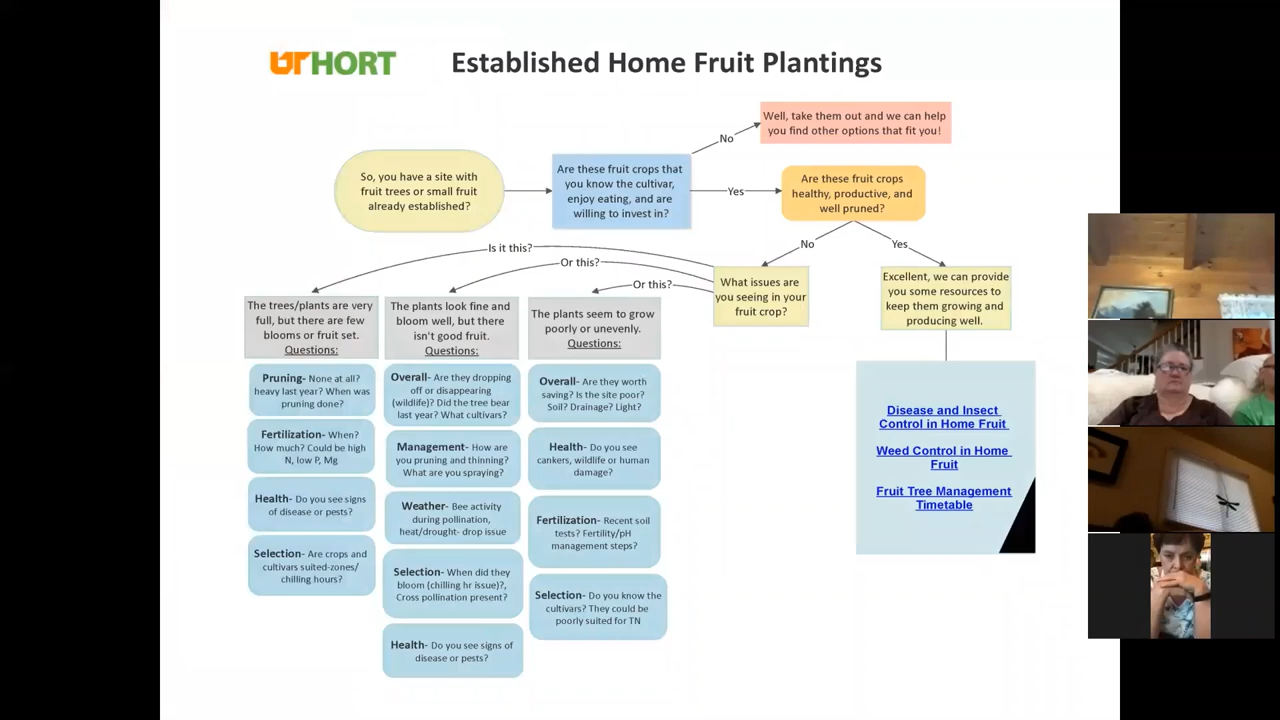 UTHORT
Established Home Fruit Plantings
Well, take them out and we can help
you find other options that fit you!
No
So, you have a site with
fruit trees or small fruit
already established?
Are these fruit crops that
you know the cultivar,
enjoy eating, and are
willing to invest in?
Yes
Are these fruit crops
healthy, productive, and
well pruned?
No
Yes
Is it this?
Or this?
Or this?
What issues are
you seeing in your
fruit crop?
Excellent, we can provide
you some resources to
keep them growing and
producing well.
The trees/plants are very
full, but there are few
blooms or fruit set.
Questions:
Pruning- None at all?
heavy last year? When was
pruning done?
Fertilization- When?
How much? Could be high
N, low P, Mg
Health- Do you see signs
of disease or pests?
Selection- Are crops and
cultivars suited-zones/
chilling hours?
The plants look fine and
bloom well, but there
isn't good fruit.
Questions:
Overall- Are they dropping
off or disappearing
(wildlife)? Did the tree bear
last year? What cultivars?
Management- How are
you pruning and thinning?
What are you spraying?
Weather- Bee activity
during pollination,
heat/drought- drop issue
Selection- When did they
bloom (chilling hr issue)?,
Cross pollination present?
Health- Do you see signs of
disease or pests?
The plants seem to grow
poorly or unevenly.
Questions:
Overall- Are they worth
saving? Is the site poor?
Soil? Drainage? Light?
Health- Do you see
cankers, wildlife or human
damage?
Fertilization- Recent soil
tests? Fertility/pH
management steps?
Selection- Do you know the
cultivars? They could be
poorly suited for TN
Disease and Insect
Control in Home Fruit
Weed Control in Home
Fruit
Fruit Tree Management
Timetable